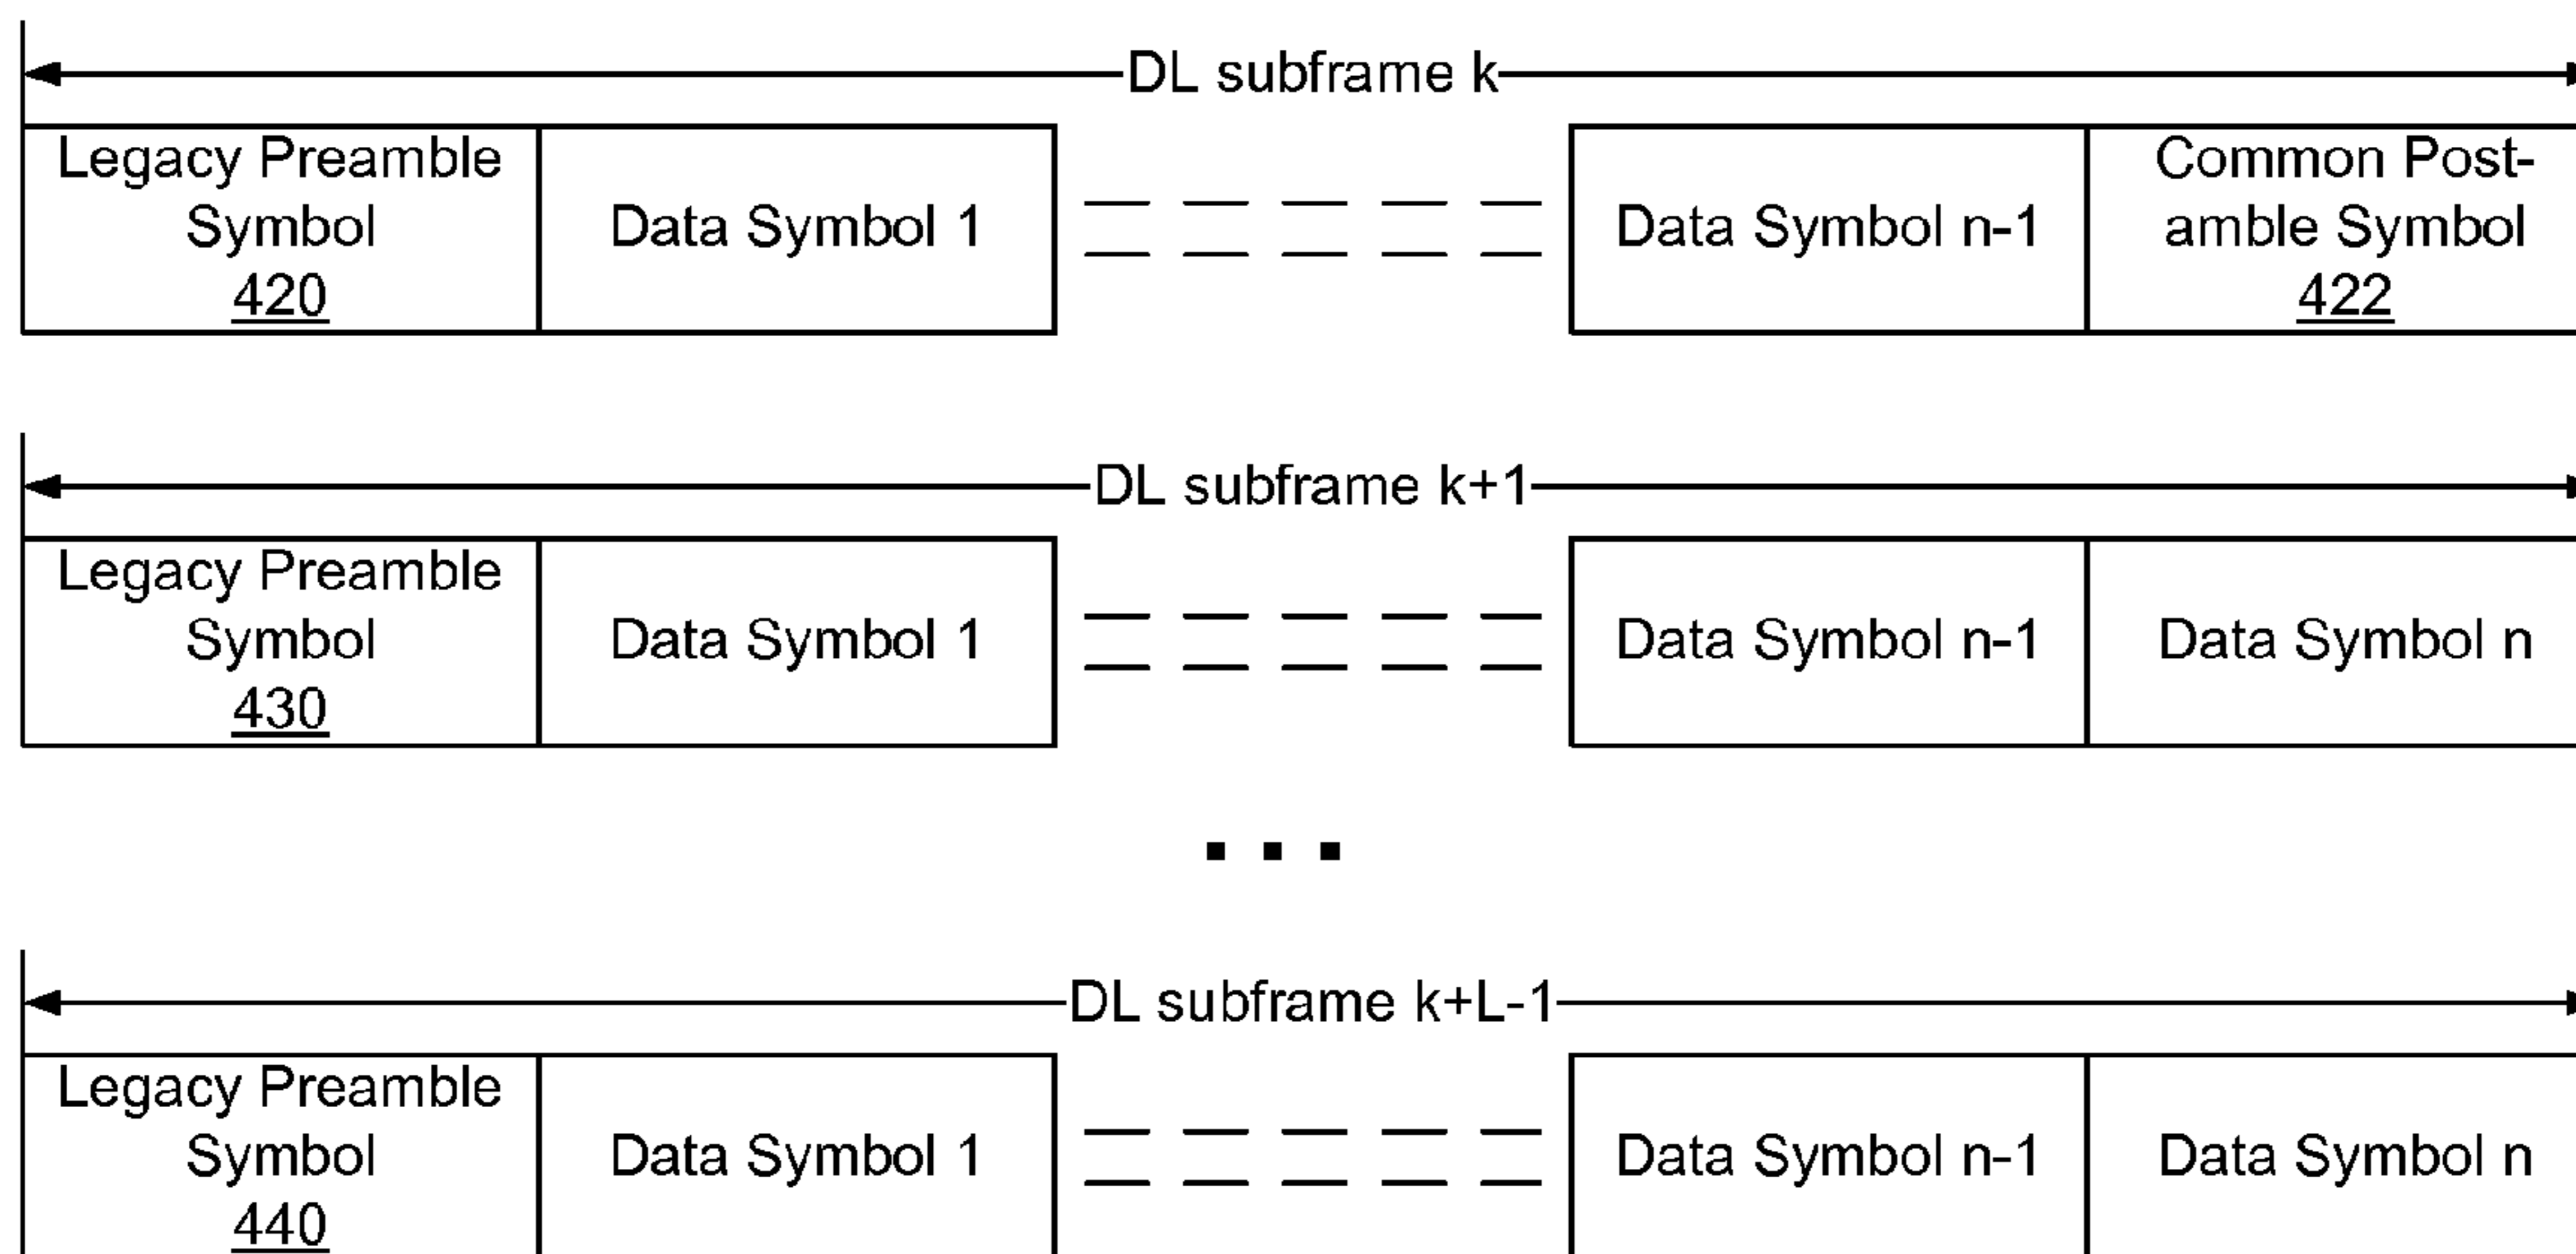 DL subframe k
Legacy Preamble
Symbol
420
Data Symbol 1
Data Symbol n-1
Common Post-
amble Symbol
422
DL subframe k+1
Legacy Preamble
Symbol
430
Data Symbol 1
Data Symbol n-1
Data Symbol n
DL subframe k+L-1
Legacy Preamble
Symbol
440
Data Symbol 1
Data Symbol n-1
Data Symbol n